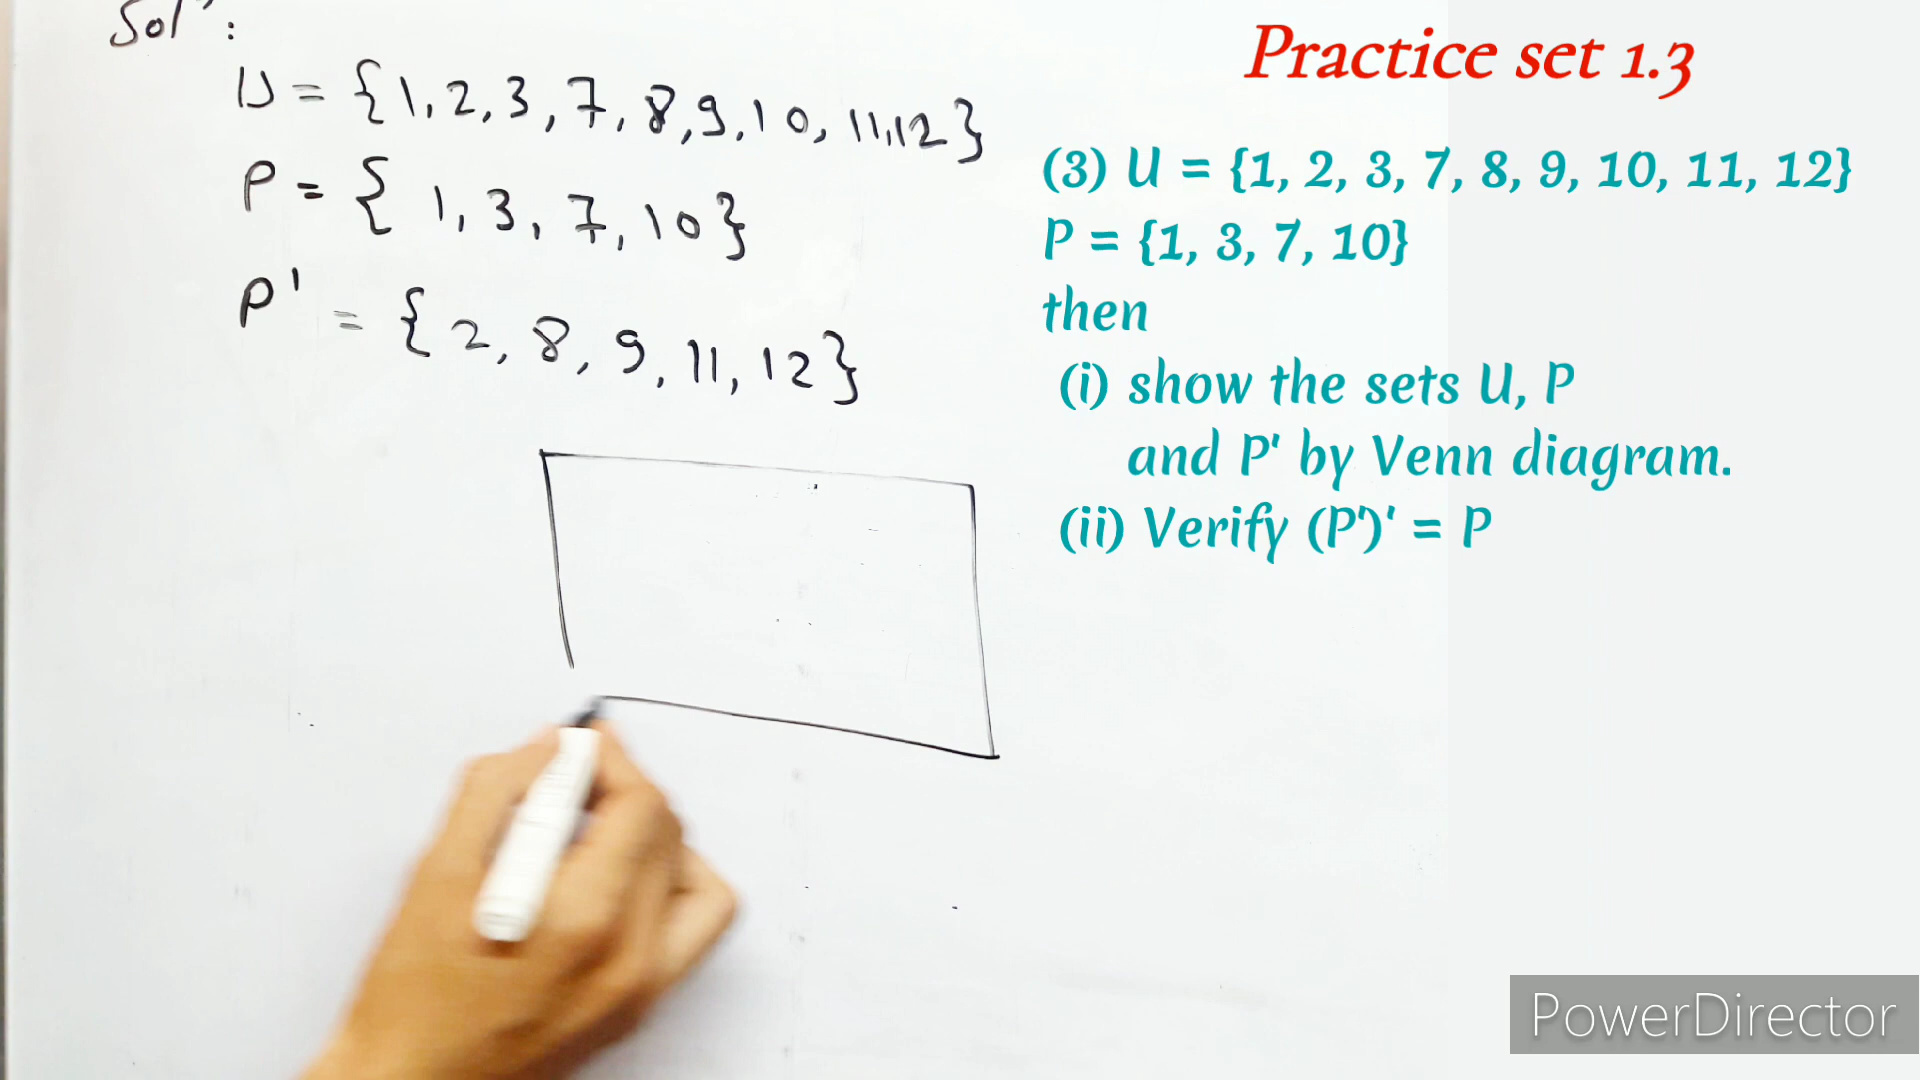 Solⁿ :
U = {1, 2, 3, 7, 8, 9, 10, 11, 12}
P = { 1, 3, 7, 10}
P' = {2, 8, 9, 11, 12}
Practice set 1.3
(3) U = {1, 2, 3, 7, 8, 9, 10, 11, 12}
P = {1, 3, 7, 10}
then
(i) show the sets U, P
and P' by Venn diagram.
(ii) Verify (P')' = P
PowerDirector